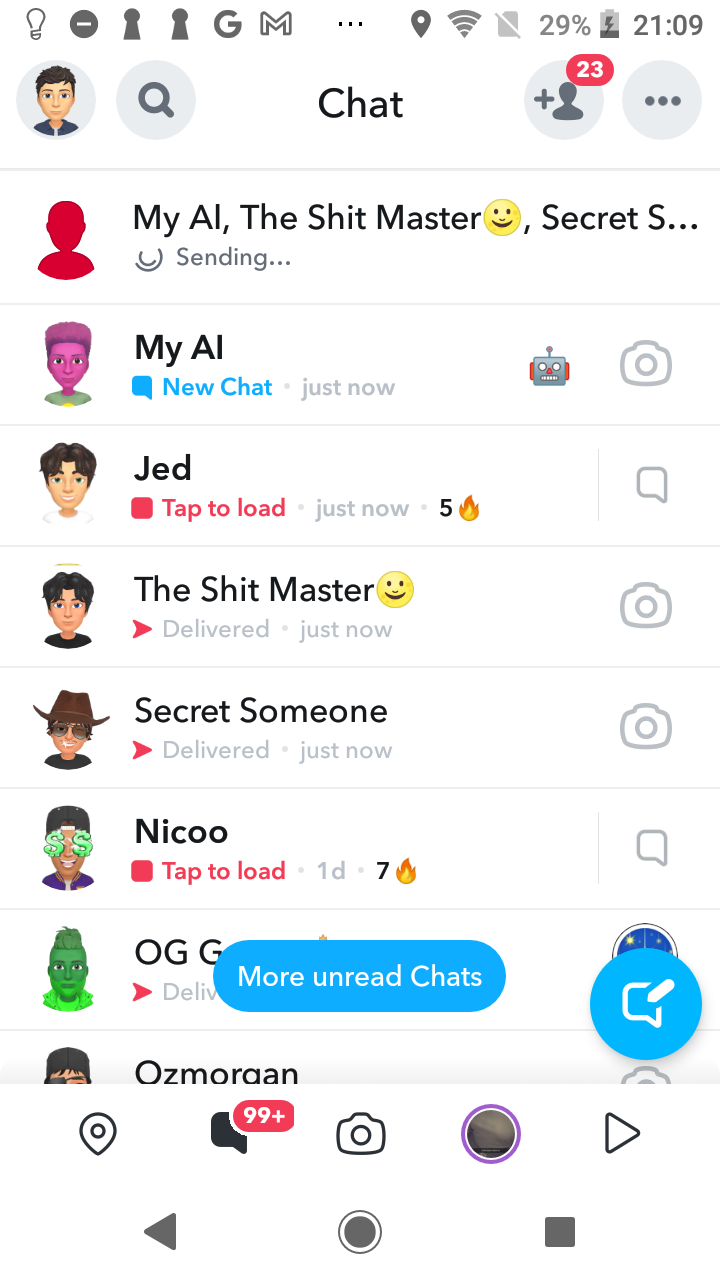 29% 21:09
Chat
23
My AI, The Shit Master🌝, Secret S...
Sending...
My AI
New Chat • just now
Jed
Tap to load • just now • 5🔥
The Shit Master🌝
Delivered • just now
Secret Someone
Delivered • just now
Nicoo
Tap to load • 1d • 7🔥
OG G
Deliv
More unread Chats
Ozmorgan
99+